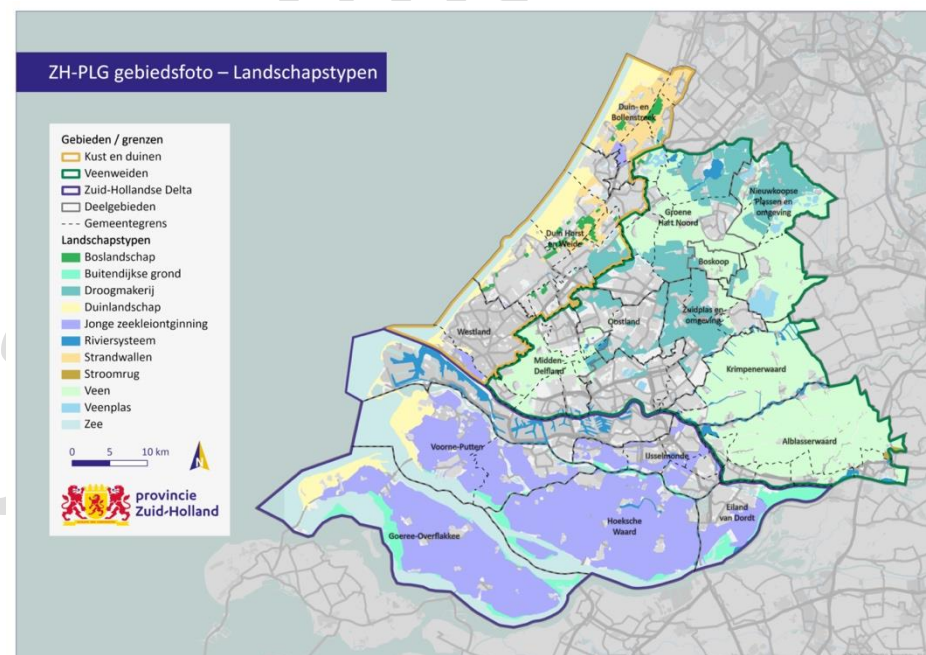 ZH-PLG gebiedsfoto – Landschapstypen
Gebieden / grenzen
Kust en duinen
Veenweiden
Zuid-Hollandse Delta
Deelgebieden
Gemeentegrens
Landschapstypen
Boslandschap
Buitendijkse grond
Droogmakerij
Duinlandschap
Jonge zeekleiontginning
Riviersysteem
Strandwallen
Stroomrug
Veen
Veenplas
Zee
0 5 10 km
N
provincie
Zuid-Holland
Duin- en
Bollenstreek
Nieuwkoopse
Plassen en
omgeving
Groene
Hart Noord
Duin Horst
en Weide
Boskoop
Zuidplas en
omgeving
Oostland
Westland
Midden-
Delfland
Krimpenerwaard
Alblasserwaard
Voorne-Putten
IJsselmonde
Hoeksche
Waard
Eiland
van Dordt
Goeree-Overflakkee